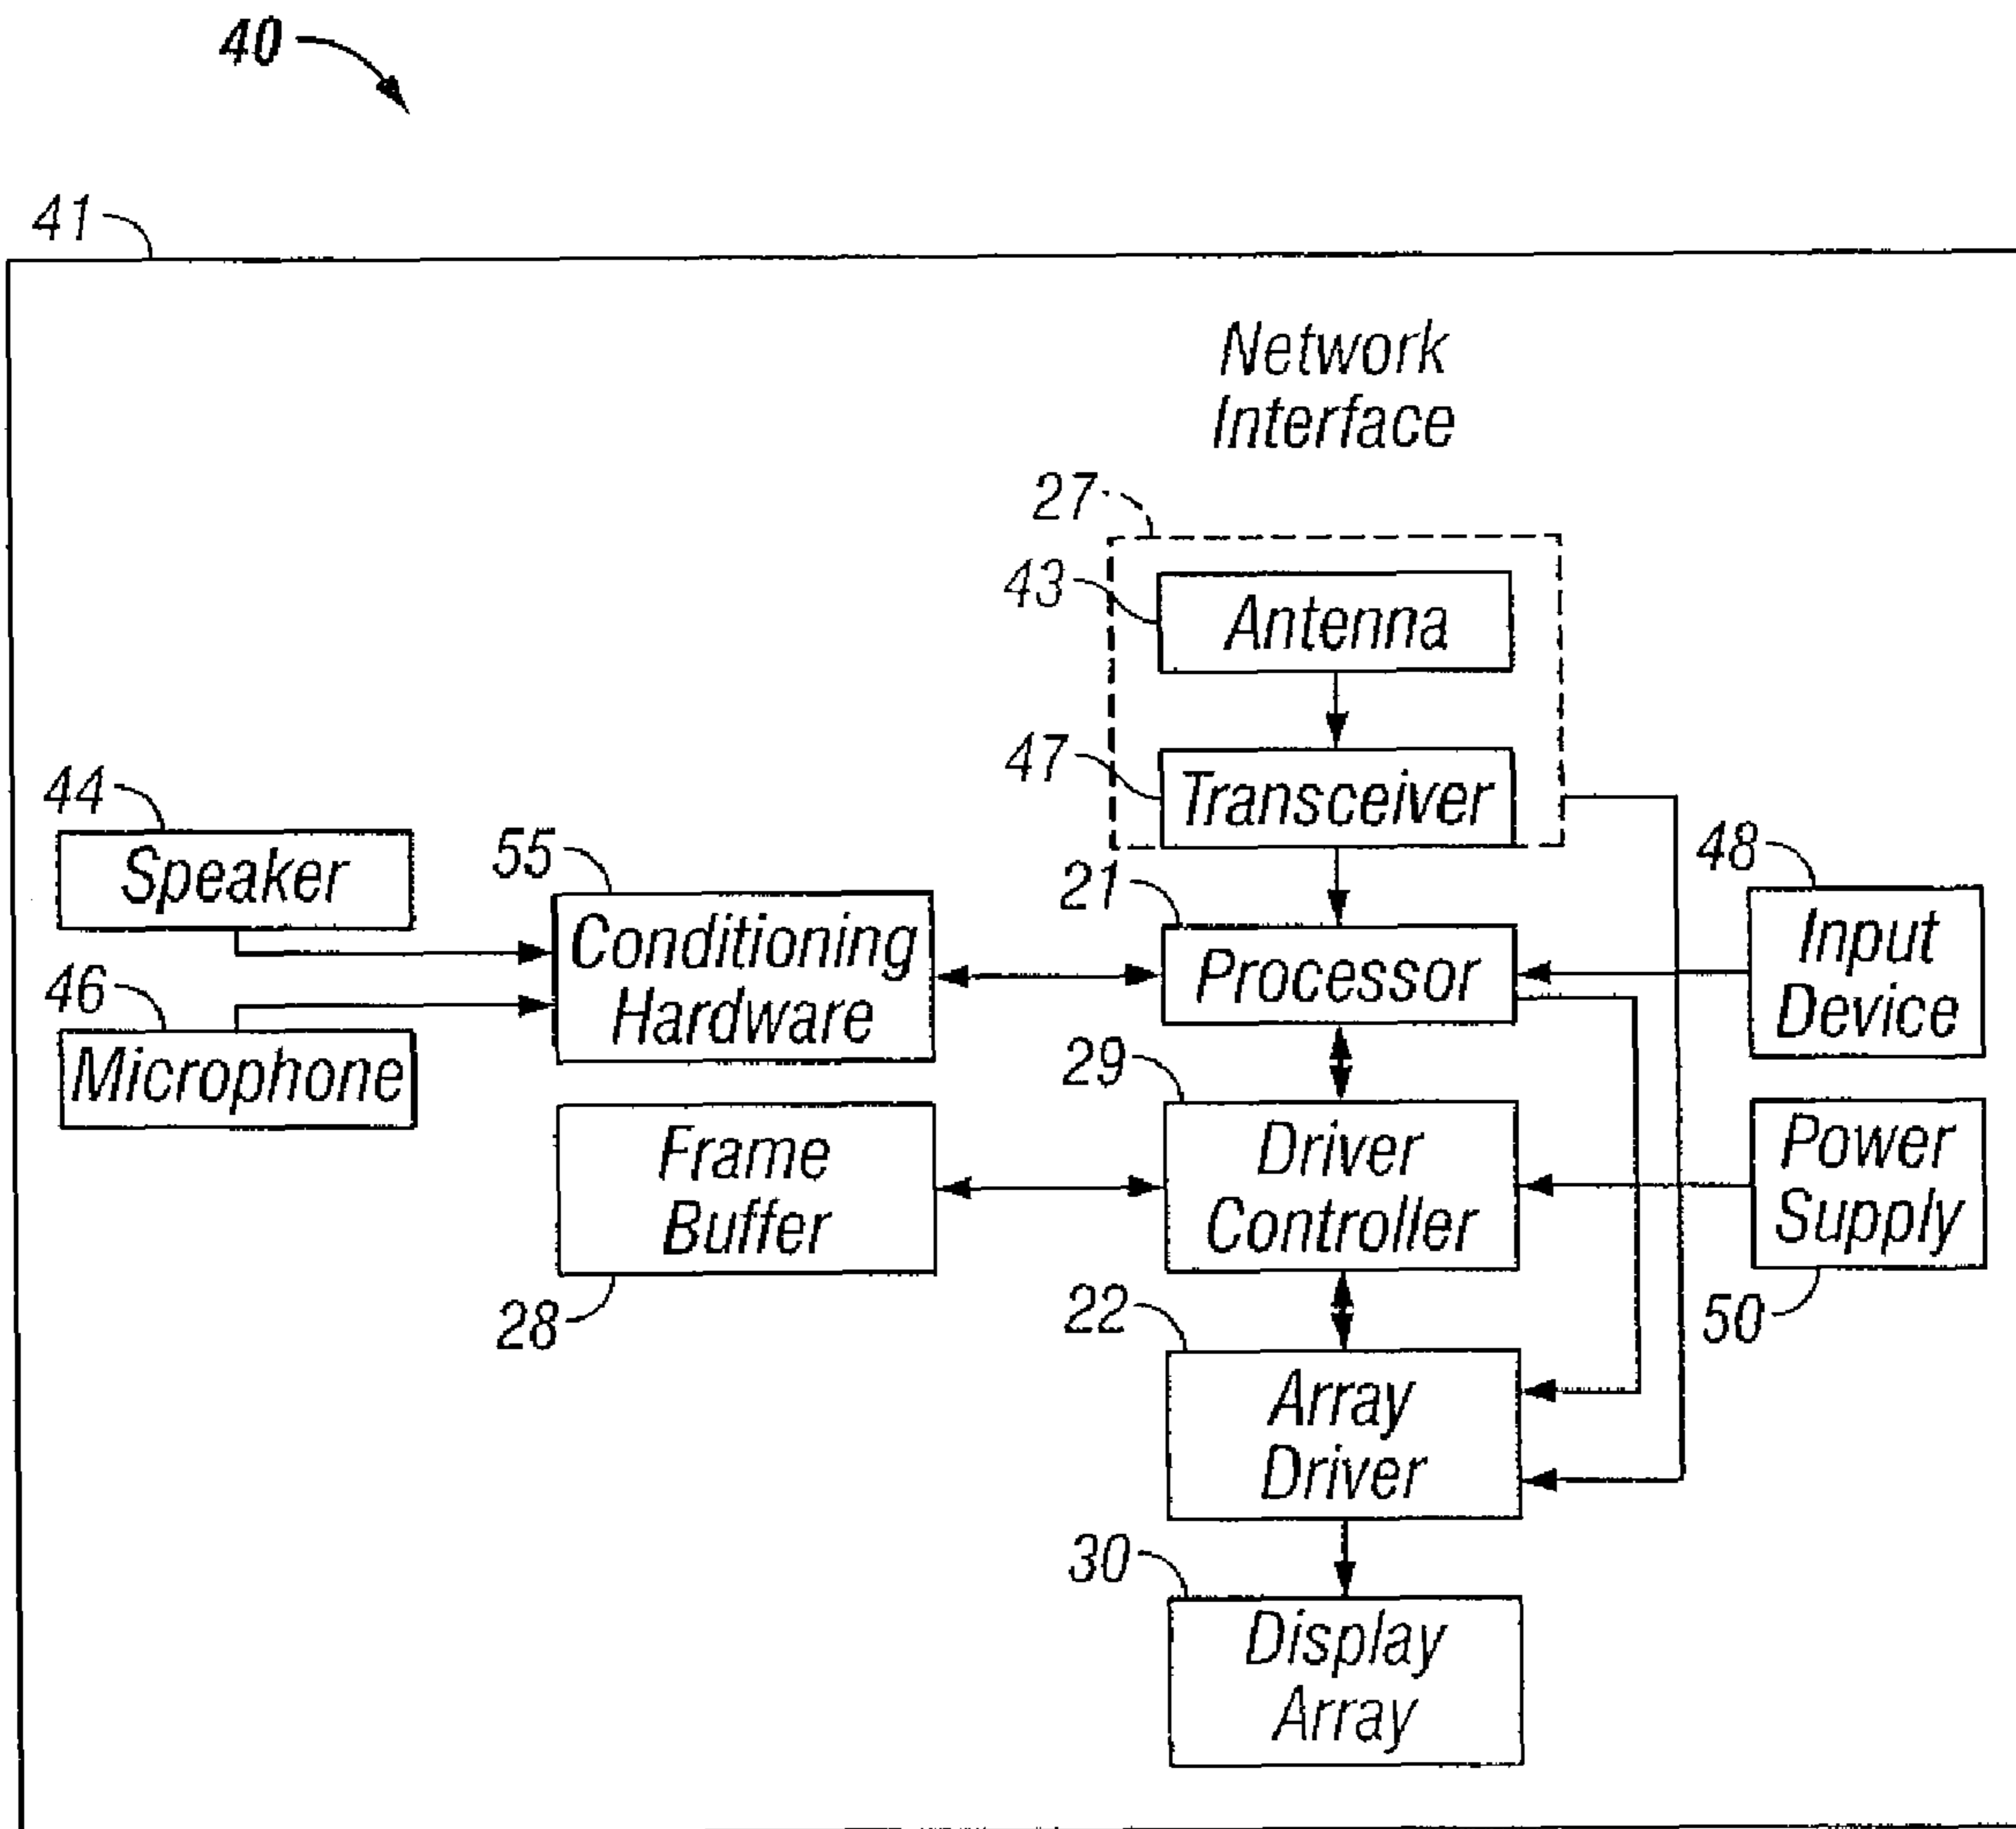 40
41
Network
Interface
27
43
Antenna
47
Transceiver
44
Speaker
55
Conditioning
Hardware
21
Processor
48
Input
Device
46
Microphone
29
Driver
Controller
Frame
Buffer
28
Power
Supply
50
22
Array
Driver
30
Display
Array